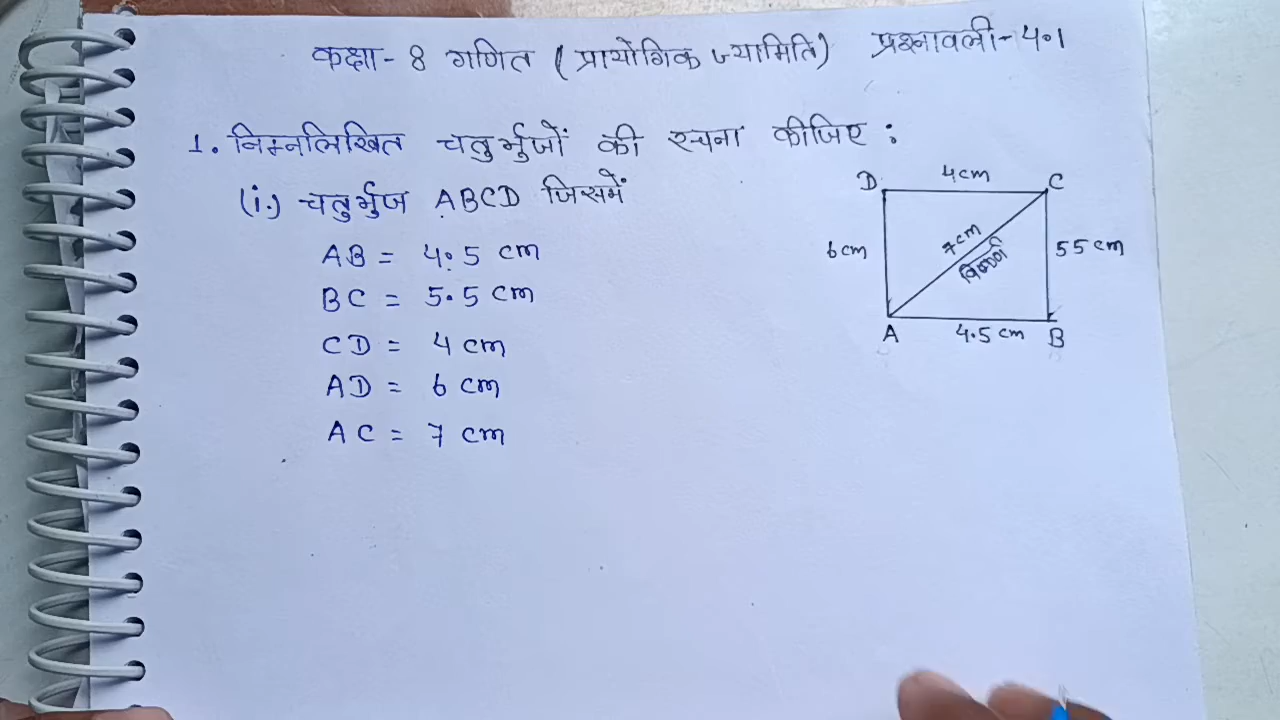 कक्षा - 8 गणित ( प्रायोगिक ज्यामिति) प्रश्नावली - 4.1
1. निम्नलिखित चतुर्भुजों की रचना कीजिए :
(i.) चतुर्भुज ABCD जिसमें
AB = 4.5 cm
BC = 5.5 cm
CD = 4 cm
AD = 6 cm
AC = 7 cm
D 4cm C
6cm 7cm विकर्ण 55 cm
A 4.5 cm B